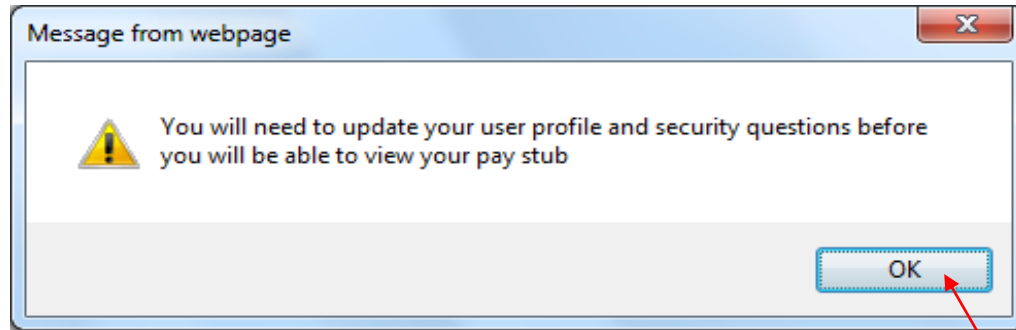 Message from webpage
You will need to update your user profile and security questions before
you will be able to view your pay stub
OK